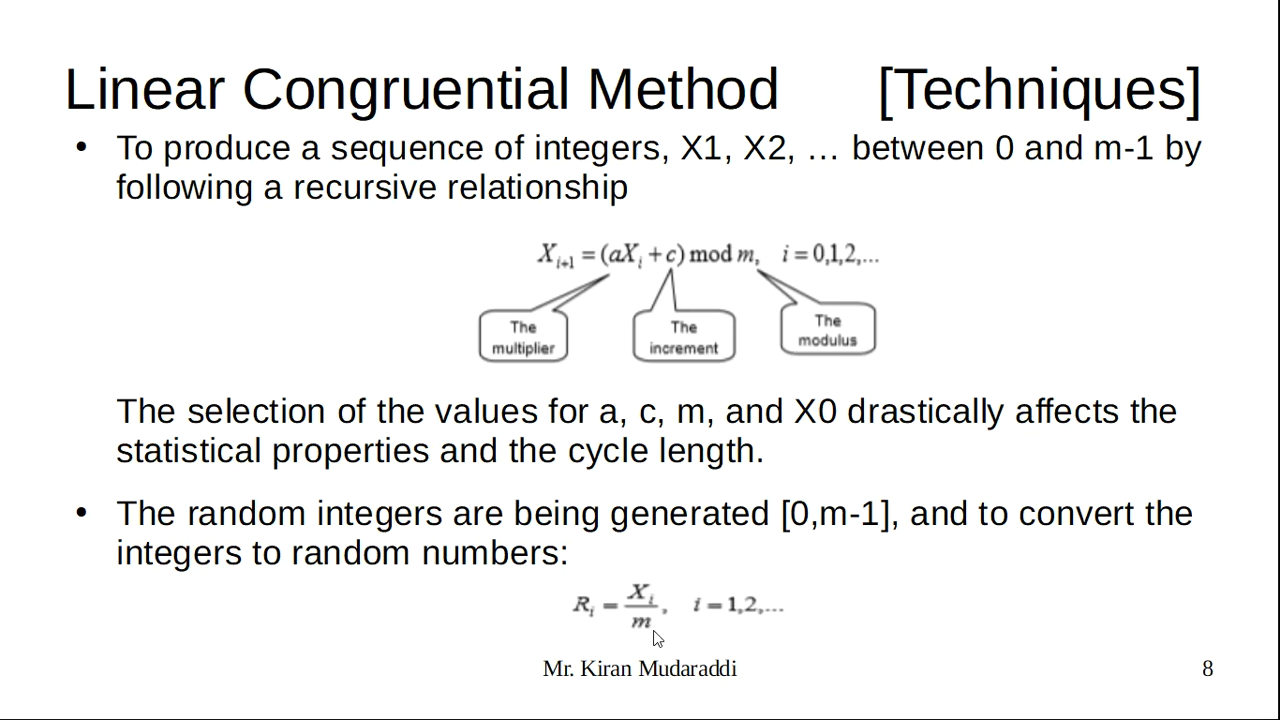 Linear Congruential Method [Techniques]
• To produce a sequence of integers, X1, X2, … between 0 and m-1 by
following a recursive relationship
X_{i+1} = (aX_i + c) mod m, i = 0,1,2,...
The
multiplier
The
increment
The
modulus
The selection of the values for a, c, m, and X0 drastically affects the
statistical properties and the cycle length.
• The random integers are being generated [0,m-1], and to convert the
integers to random numbers:
R_i = X_i / m, i = 1,2,...
Mr. Kiran Mudaraddi
8